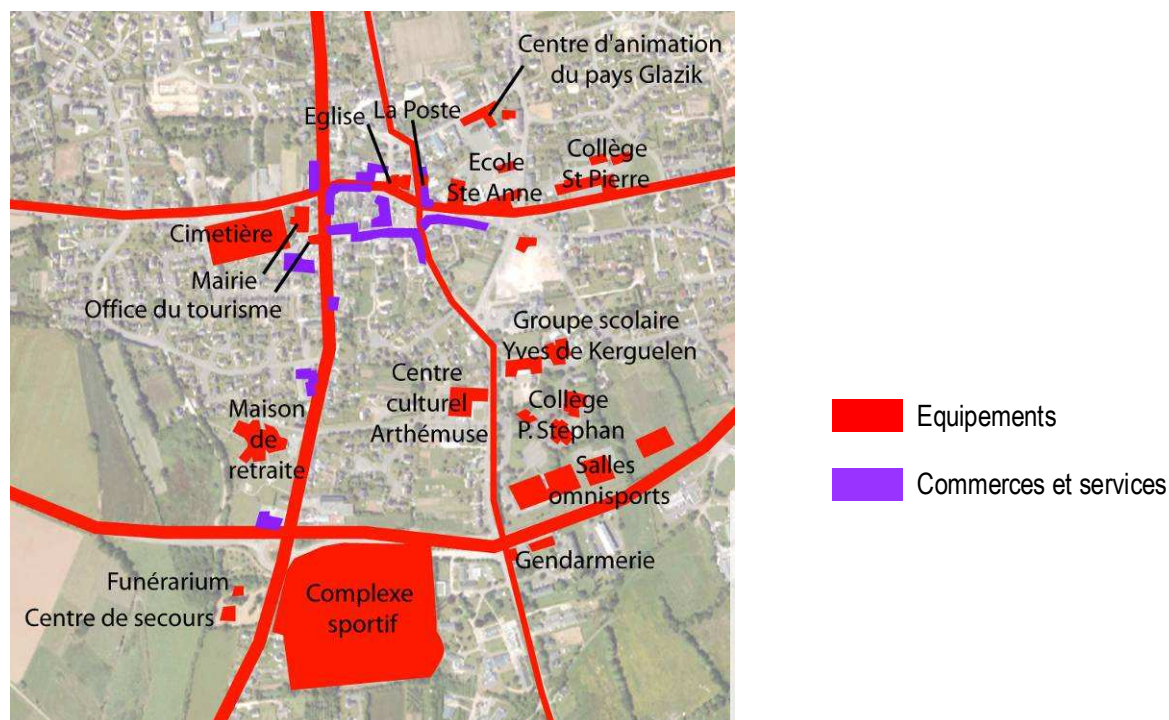 Centre d'animation
du pays Glazik
Eglise
La Poste
Ecole
Ste Anne
Collège
St Pierre
Cimetière
Mairie
Office du tourisme
Groupe scolaire
Yves de Kerguelen
Centre
culturel
Arthémuse
Collège
P. Stephan
Maison
de
retraite
Salles
omnisports
Gendarmerie
Funérarium
Centre de secours
Complexe
sportif
Equipements
Commerces et services